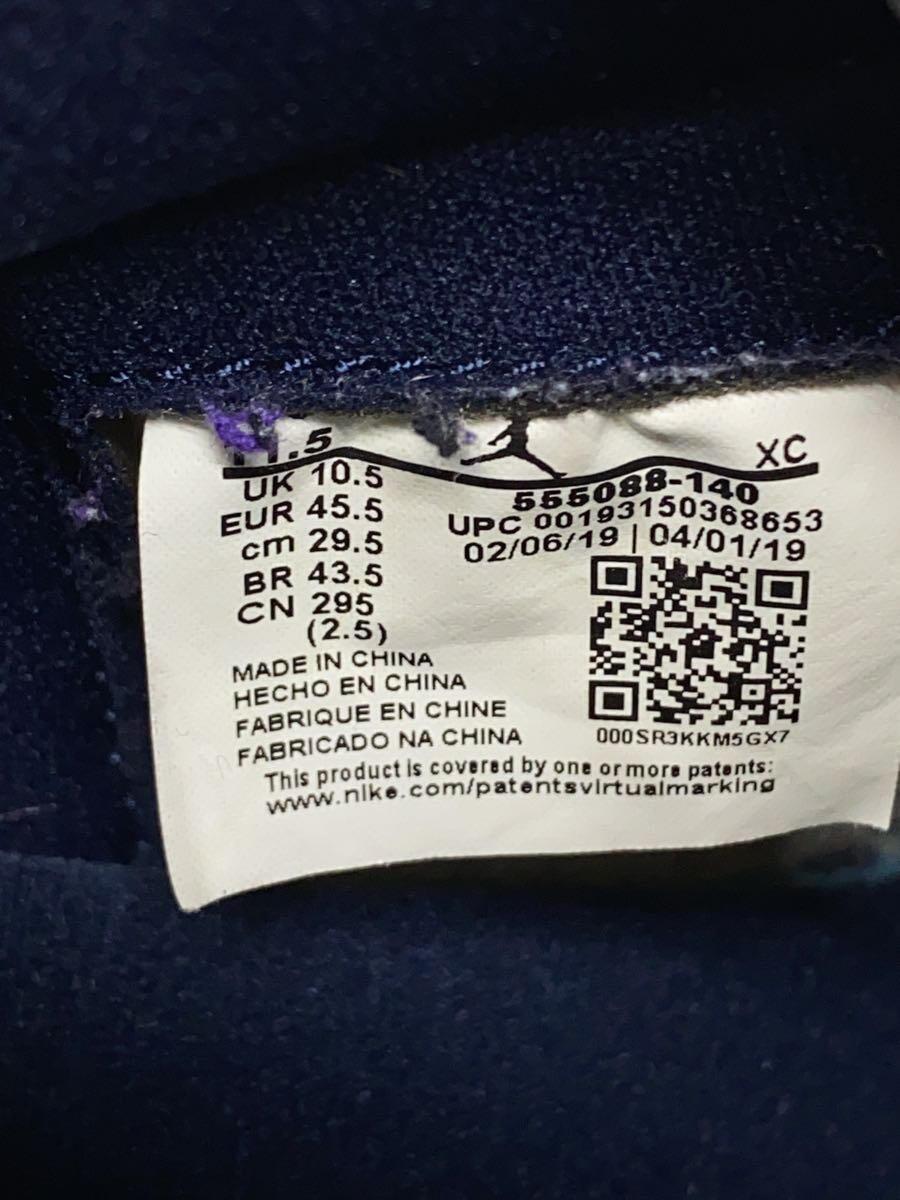 11.5
UK 10.5
EUR 45.5
cm 29.5
BR 43.5
CN 295
(2.5)
XC
555088-140
UPC 00193150368653
02/06/19 | 04/01/19
000SR3KKM5GX7
MADE IN CHINA
HECHO EN CHINA
FABRIQUE EN CHINE
FABRICADO NA CHINA
This product is covered by one or more patents:
www.nike.com/patentsvirtualmarking